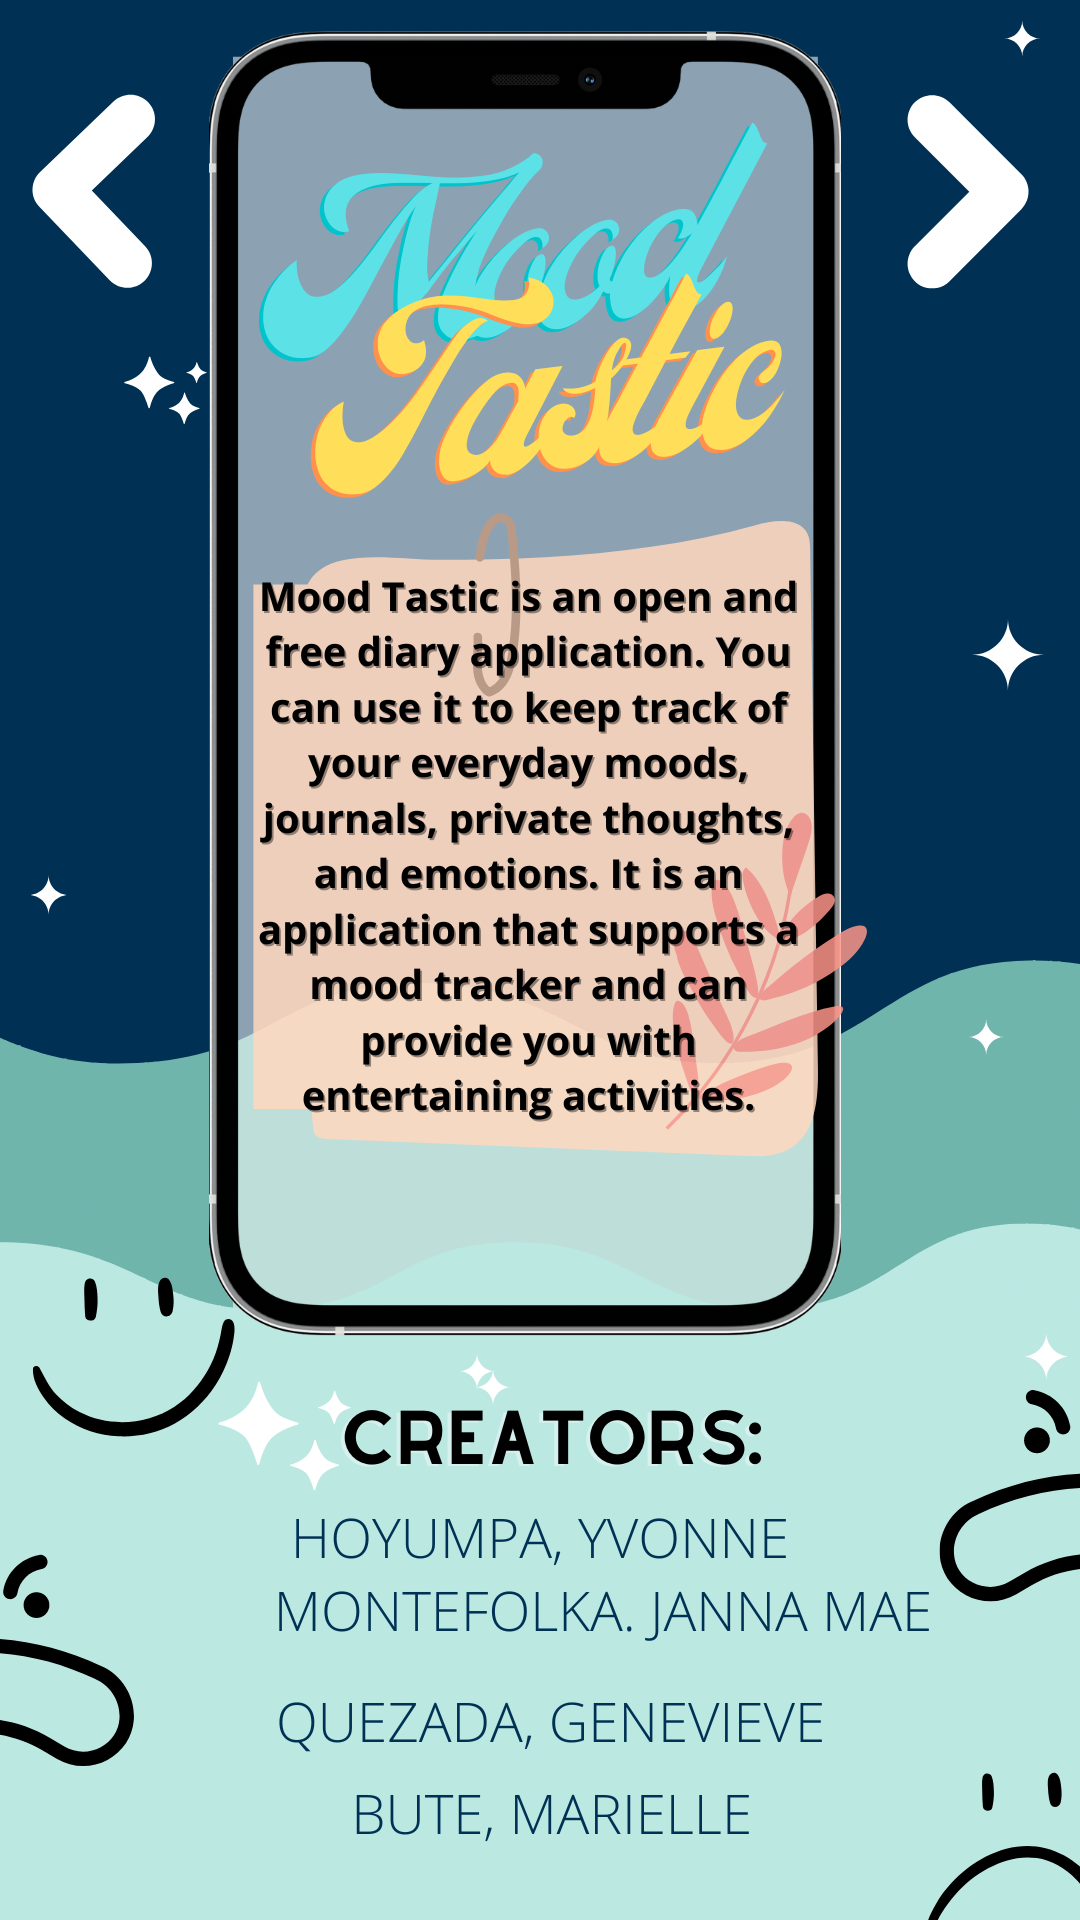 Mood
Tastic
Mood Tastic is an open and
free diary application. You
can use it to keep track of
your everyday moods,
journals, private thoughts,
and emotions. It is an
application that supports a
mood tracker and can
provide you with
entertaining activities.
CREATORS:
HOYUMPA, YVONNE
MONTEFOLKA. JANNA MAE
QUEZADA, GENEVIEVE
BUTE, MARIELLE